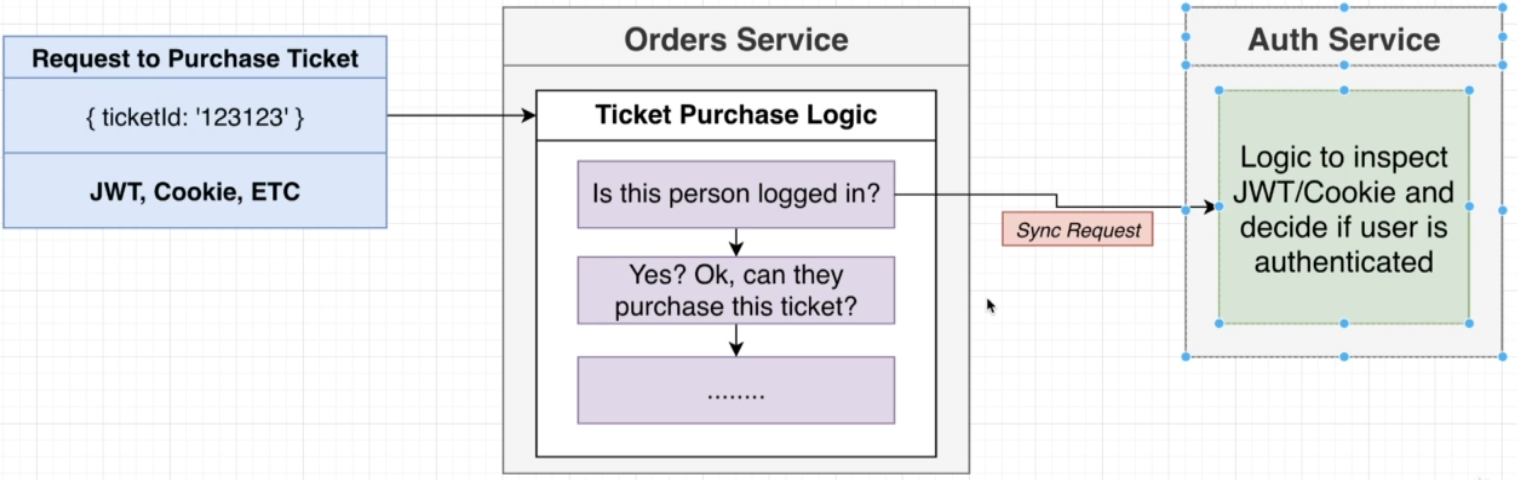 Request to Purchase Ticket
{ ticketId: '123123' }
JWT, Cookie, ETC
Orders Service
Ticket Purchase Logic
Is this person logged in?
Yes? Ok, can they
purchase this ticket?
........
Sync Request
Auth Service
Logic to inspect
JWT/Cookie and
decide if user is
authenticated